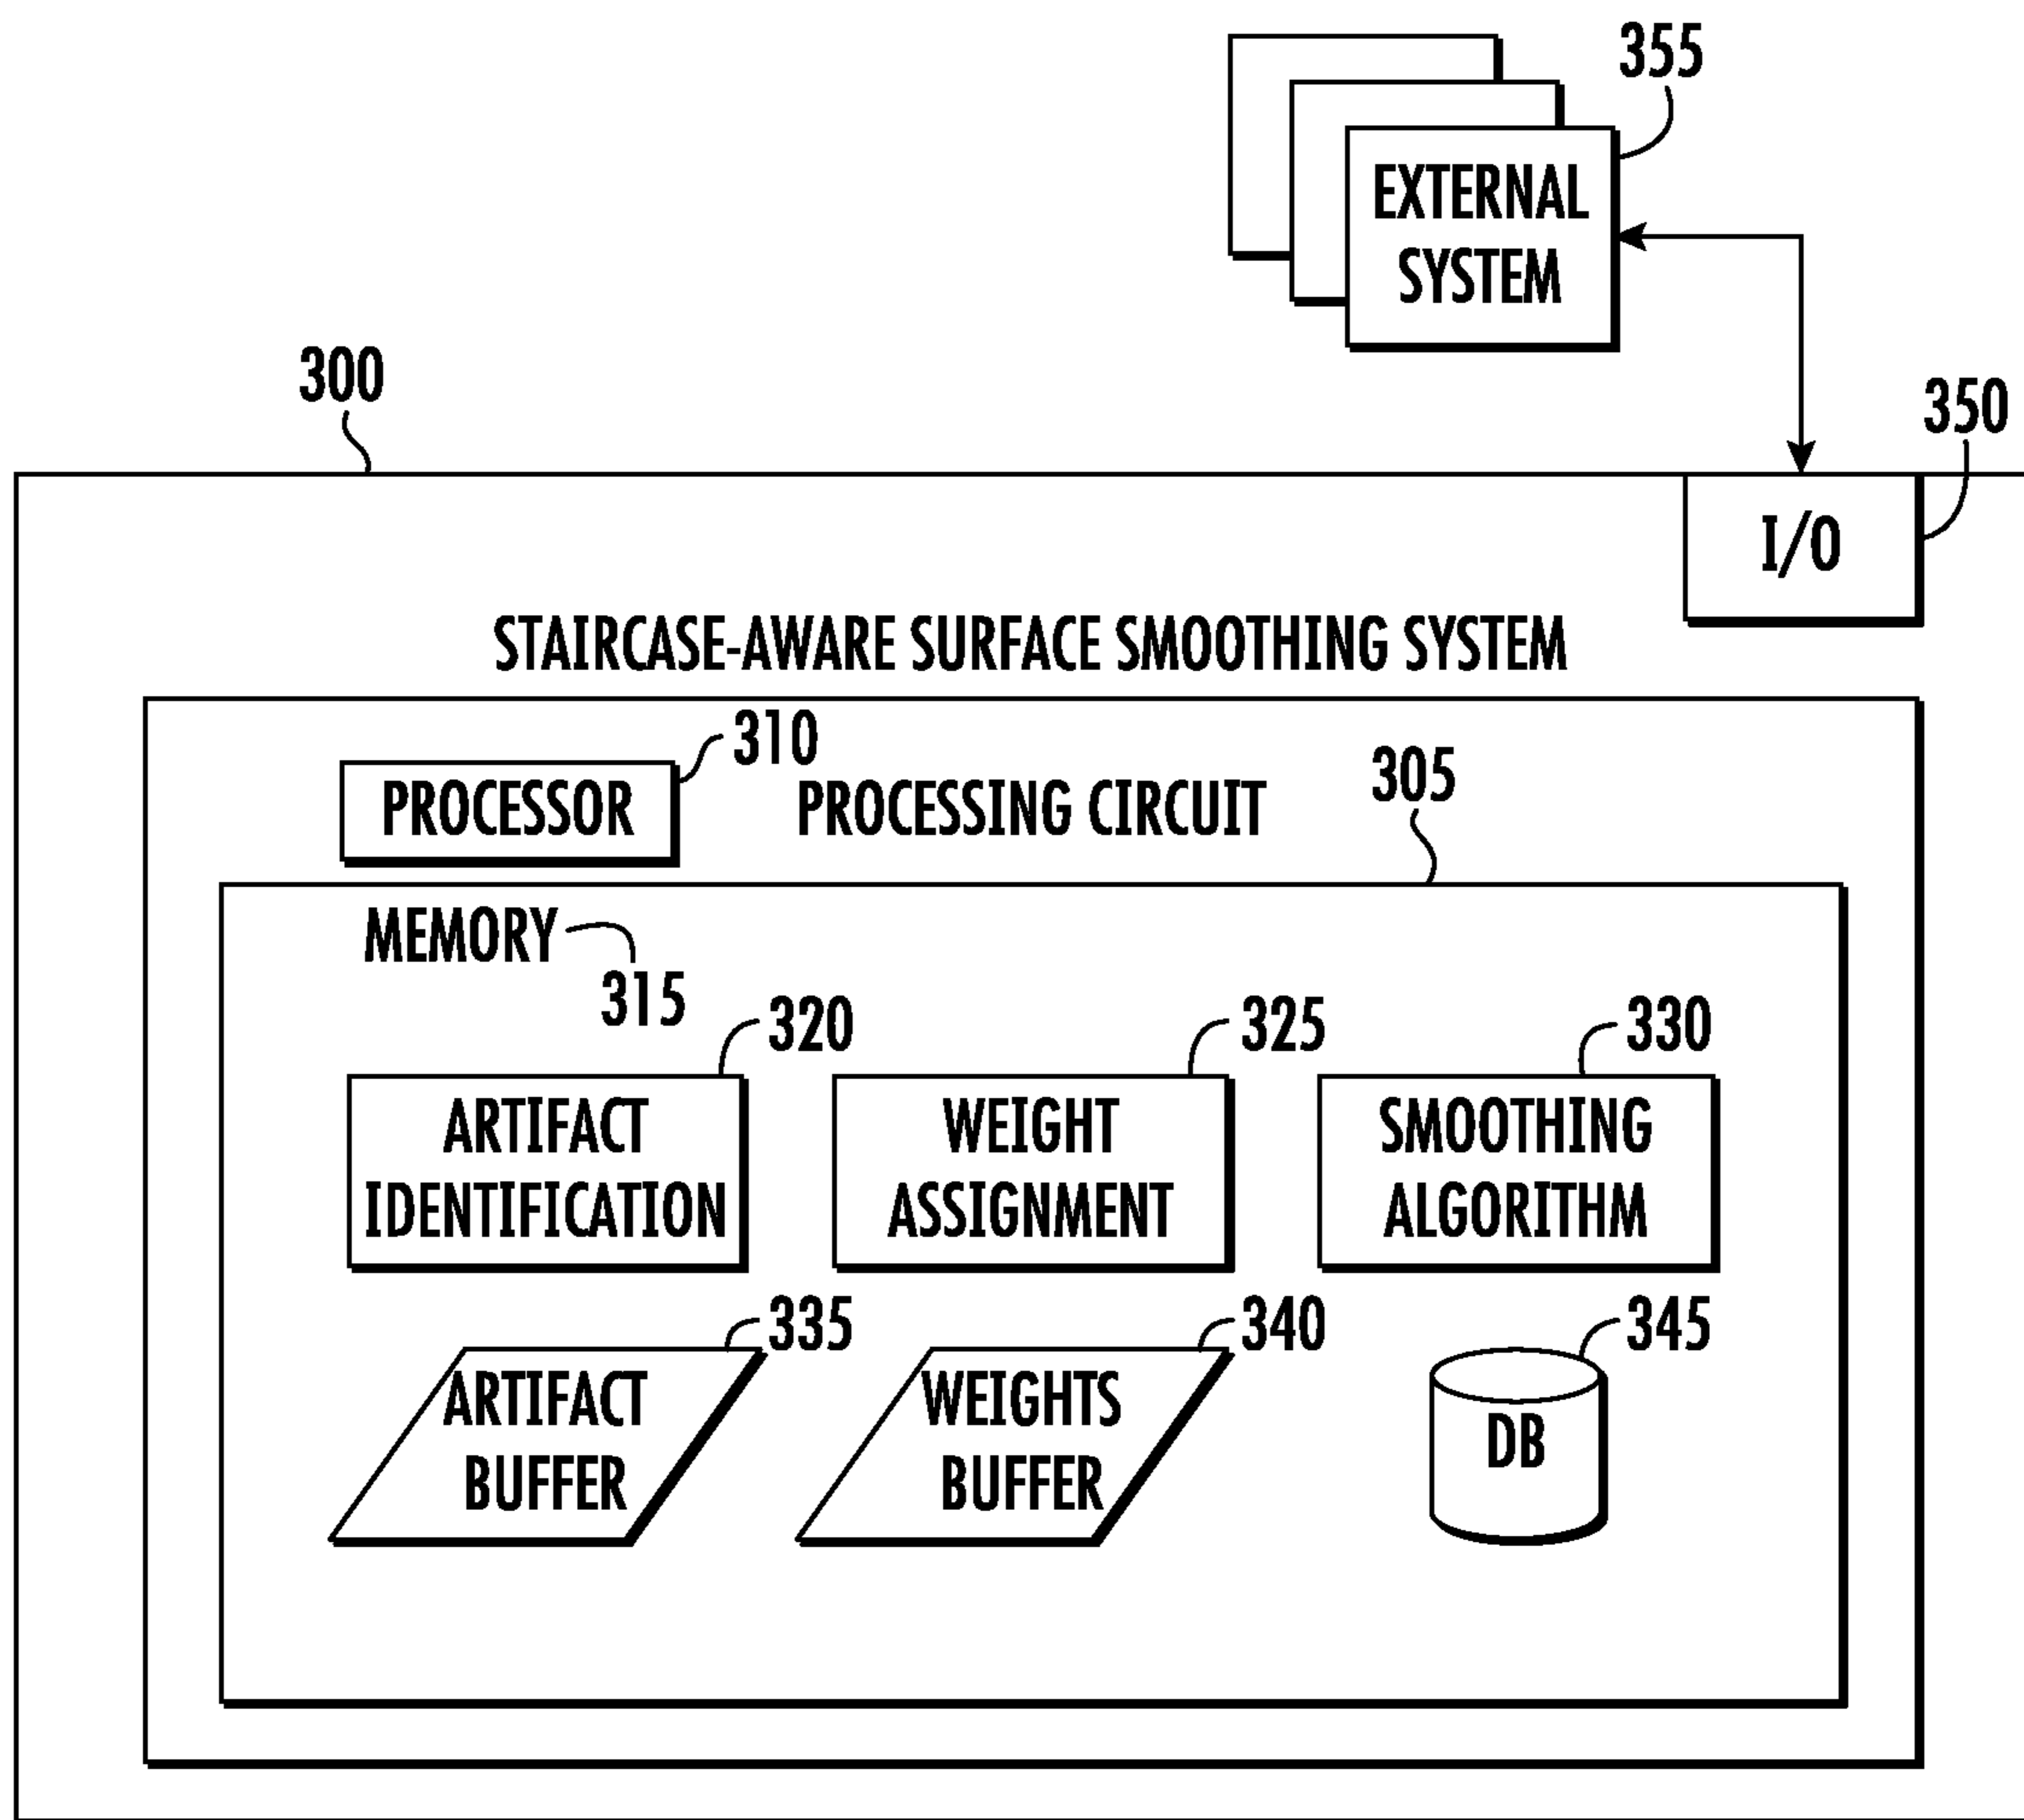 355
EXTERNAL
SYSTEM
300
350
I/O
STAIRCASE-AWARE SURFACE SMOOTHING SYSTEM
310
PROCESSOR
PROCESSING CIRCUIT
305
MEMORY
315
320
325
330
ARTIFACT
IDENTIFICATION
WEIGHT
ASSIGNMENT
SMOOTHING
ALGORITHM
335
340
345
ARTIFACT
BUFFER
WEIGHTS
BUFFER
DB